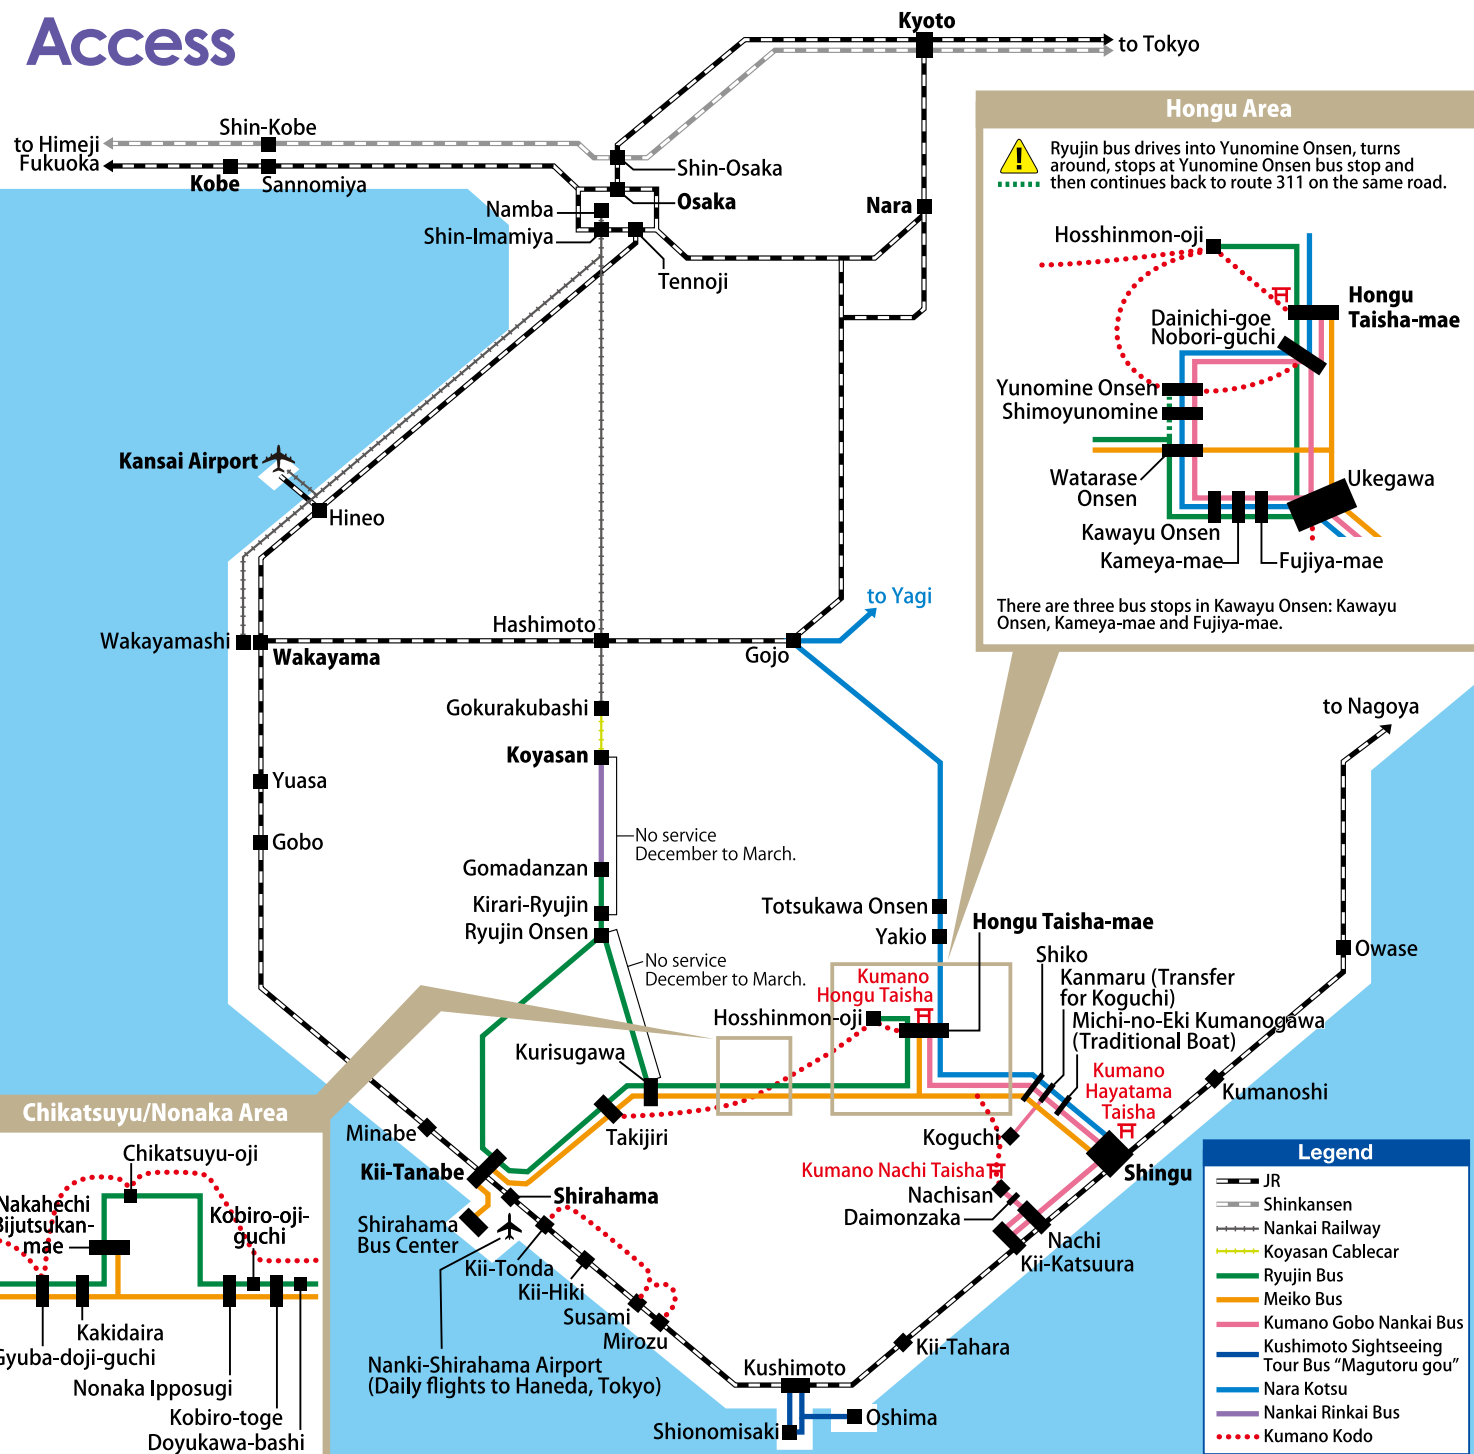 Access
Kyoto
to Tokyo
Shin-Kobe
to Himeji
Fukuoka
Kobe
Sannomiya
Shin-Osaka
Osaka
Namba
Shin-Imamiya
Tennoji
Nara
Hongu Area
Ryujin bus drives into Yunomine Onsen, turns
around, stops at Yunomine Onsen bus stop and
then continues back to route 311 on the same road.
Hosshinmon-oji
Hongu
Taisha-mae
Dainichi-goe
Nobori-guchi
Yunomine Onsen
Shimoyunomine
Watarase
Onsen
Ukegawa
Kawayu Onsen
Kameya-mae
Fujiya-mae
There are three bus stops in Kawayu Onsen: Kawayu
Onsen, Kameya-mae and Fujiya-mae.
Kansai Airport
Hineo
to Yagi
Wakayamashi
Wakayama
Hashimoto
Gojo
Gokurakubashi
Koyasan
to Nagoya
Yuasa
Gobo
No service
December to March.
Gomadanzan
Kirari-Ryujin
Ryujin Onsen
No service
December to March.
Totsukawa Onsen
Yakio
Hongu Taisha-mae
Owase
Shiko
Kanmaru (Transfer
for Koguchi)
Michi-no-Eki Kumanogawa
(Traditional Boat)
Kumano
Hongu Taisha
Hosshinmon-oji
Kurisugawa
Takijiri
Kumano
Hayatama
Taisha
Kumanoshi
Koguchi
Kumano Nachi Taisha
Nachisan
Daimonzaka
Shingu
Nachi
Kii-Katsuura
Minabe
Kii-Tanabe
Shirahama
Shirahama
Bus Center
Kii-Tonda
Kii-Hiki
Susami
Mirozu
Nanki-Shirahama Airport
(Daily flights to Haneda, Tokyo)
Kushimoto
Kii-Tahara
Shionomisaki
Oshima
Chikatsuyu/Nonaka Area
Chikatsuyu-oji
Nakahechi
Bijutsukan-
mae
Kobiro-oji-
guchi
Kakidaira
Gyuba-doji-guchi
Nonaka Ipposugi
Kobiro-toge
Doyukawa-bashi
Legend
JR
Shinkansen
Nankai Railway
Koyasan Cablecar
Ryujin Bus
Meiko Bus
Kumano Gobo Nankai Bus
Kushimoto Sightseeing
Tour Bus “Magutoru gou”
Nara Kotsu
Nankai Rinkai Bus
Kumano Kodo